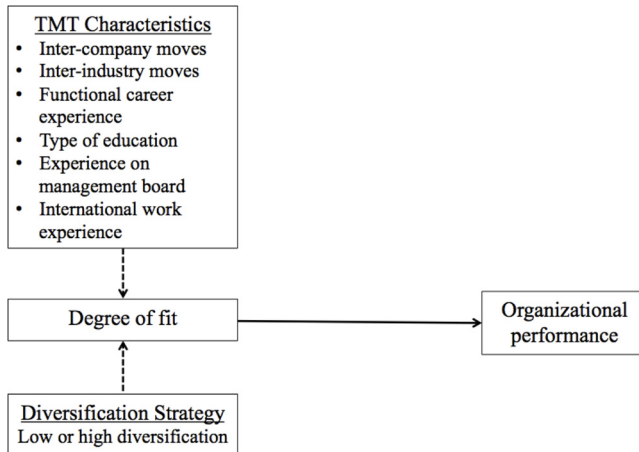 TMT Characteristics
• Inter-company moves
• Inter-industry moves
• Functional career
experience
• Type of education
• Experience on
management board
• International work
experience
Degree of fit
Organizational
performance
Diversification Strategy
Low or high diversification